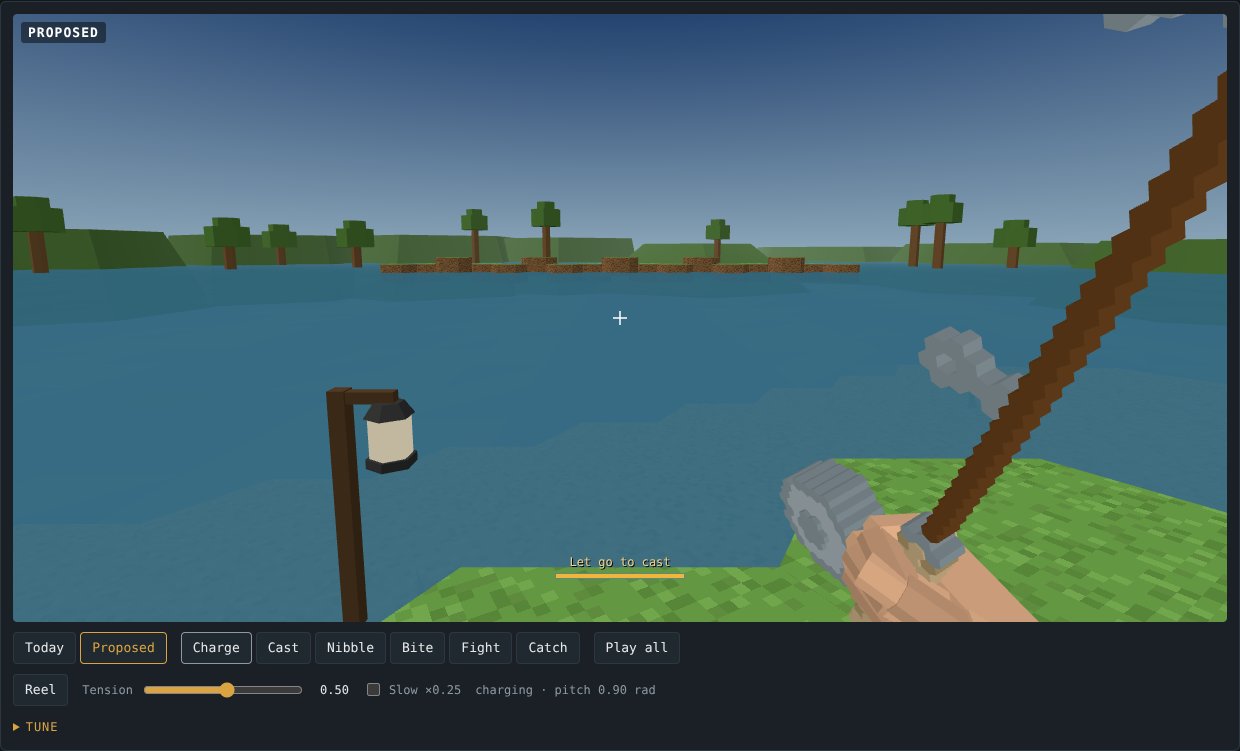 PROPOSED
Let go to cast
Today Proposed Charge Cast Nibble Bite Fight Catch Play all
Reel Tension 0.50 Slow ×0.25 charging · pitch 0.90 rad
TUNE